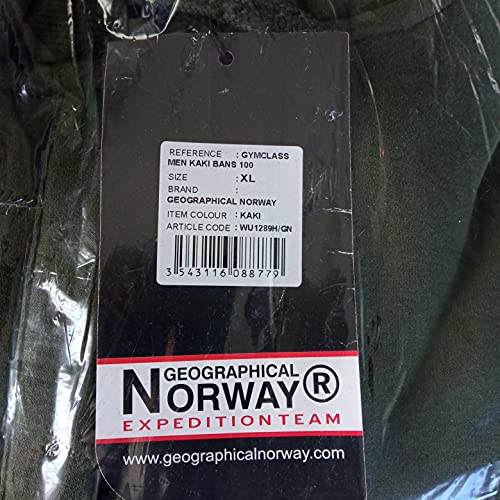 REFERENCE : GYMCLASS
MEN KAKI BANS 100
SIZE : XL
BRAND :
GEOGRAPHICAL NORWAY
ITEM COLOUR : KAKI
ARTICLE CODE : WU1289H/GN
3 543116 088779
GEOGRAPHICAL
NORWAY®
EXPEDITION TEAM
www.geographicalnorway.com